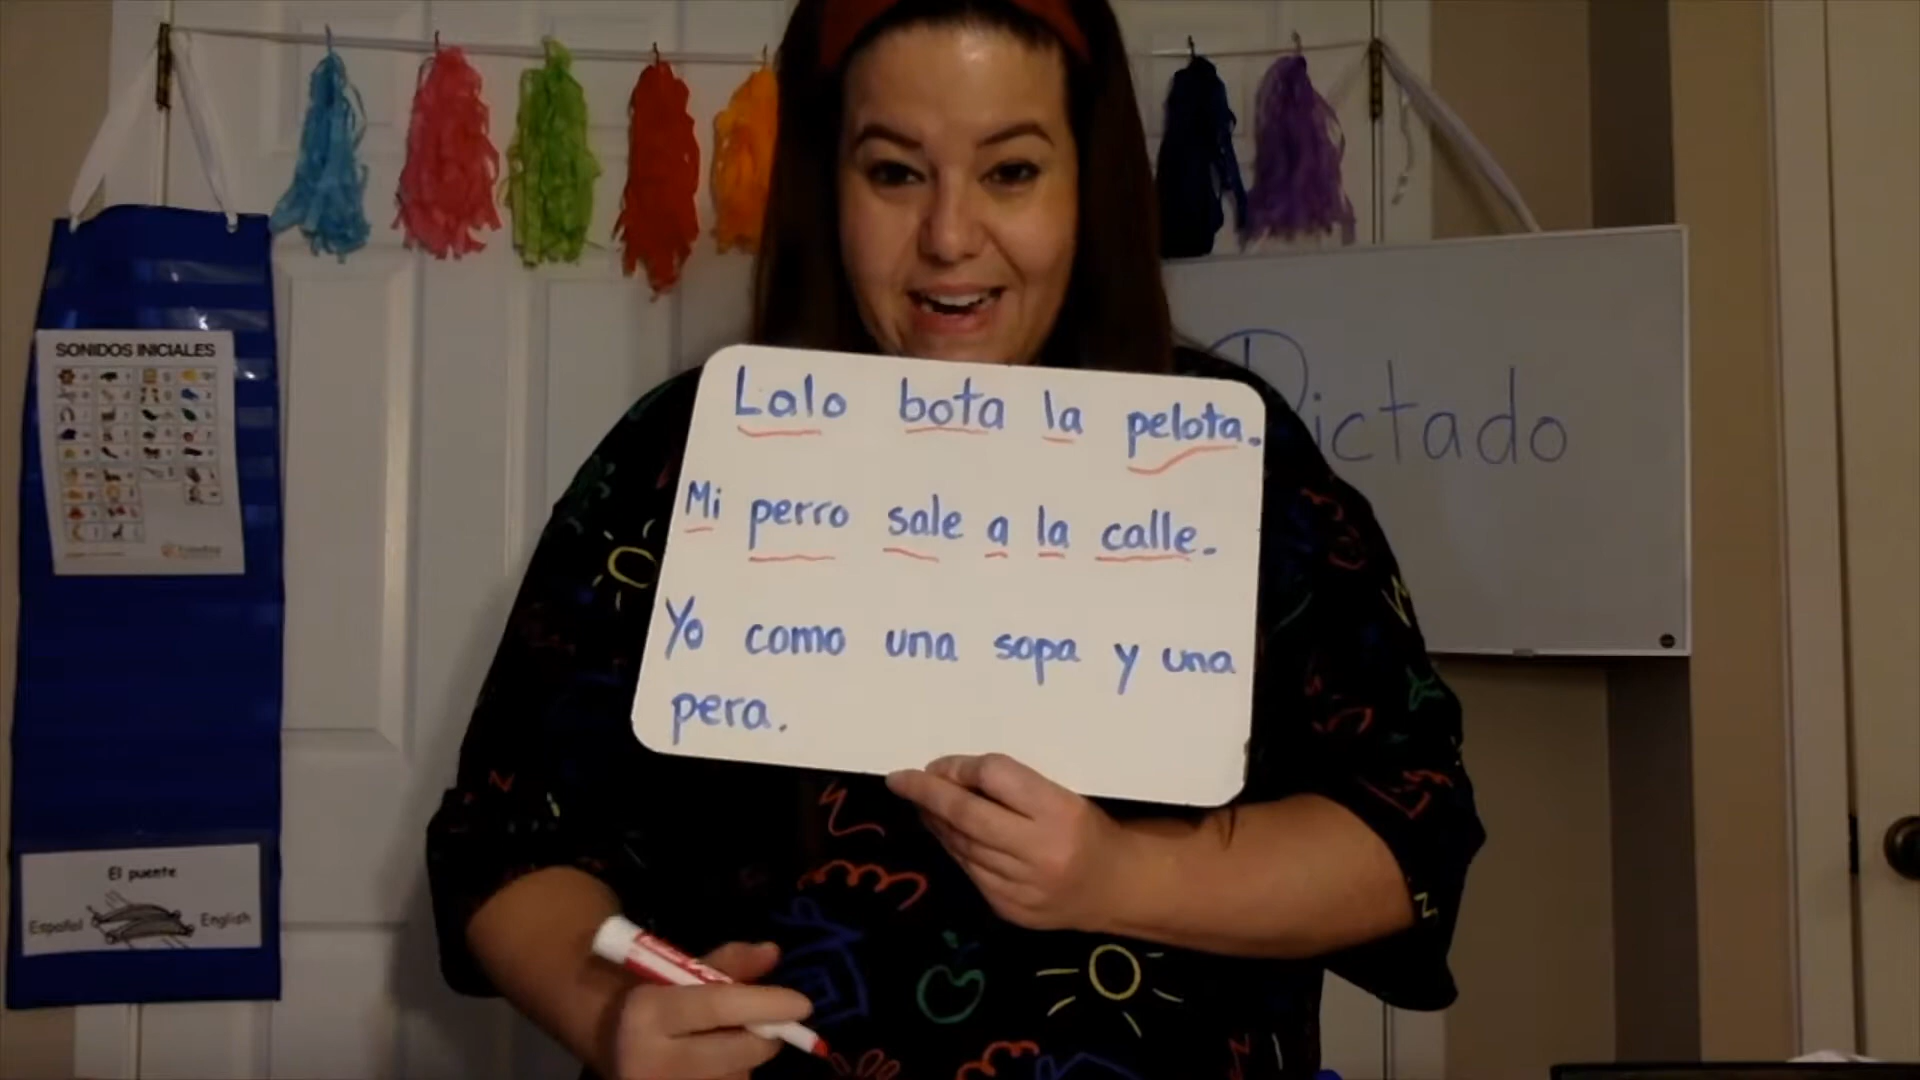 SONIDOS INICIALES
El puente
Español English
Lalo bota la pelota.
Mi perro sale a la calle.
Yo como una sopa y una
pera.
Dictado